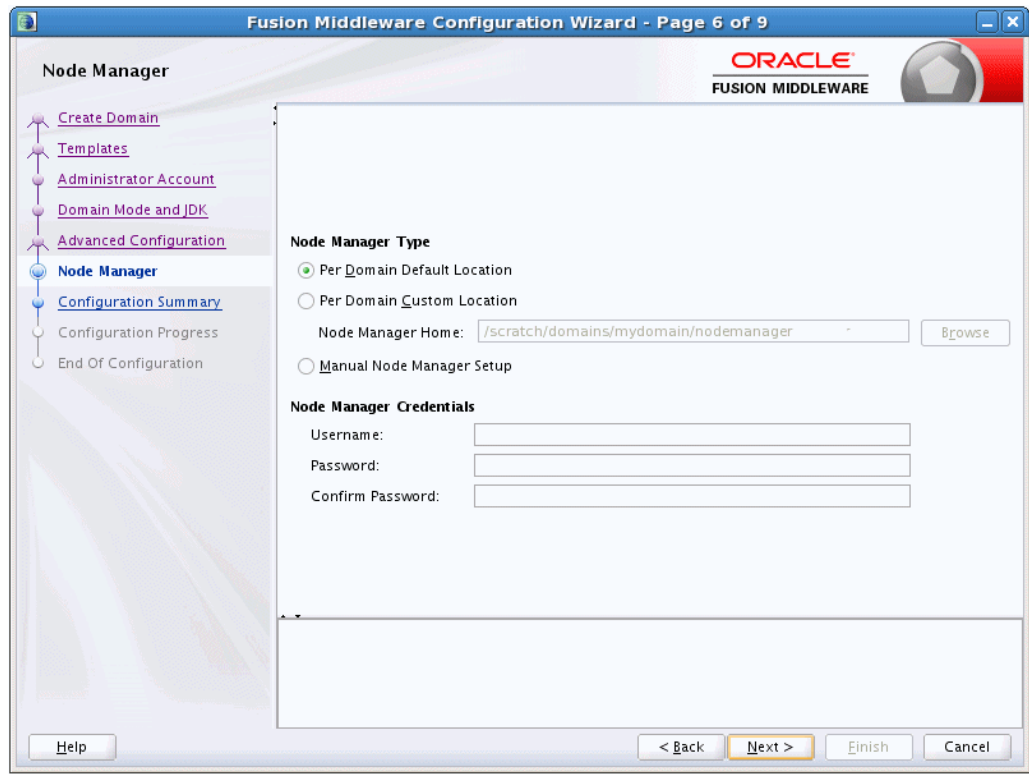 Fusion Middleware Configuration Wizard - Page 6 of 9
Node Manager
ORACLE
FUSION MIDDLEWARE
Create Domain
Templates
Administrator Account
Domain Mode and JDK
Advanced Configuration
Node Manager
Configuration Summary
Configuration Progress
End Of Configuration
Node Manager Type
Per Domain Default Location
Per Domain Custom Location
Node Manager Home: /scratch/domains/mydomain/nodemanager Browse
Manual Node Manager Setup
Node Manager Credentials
Username:
Password:
Confirm Password:
Help < Back Next > Finish Cancel